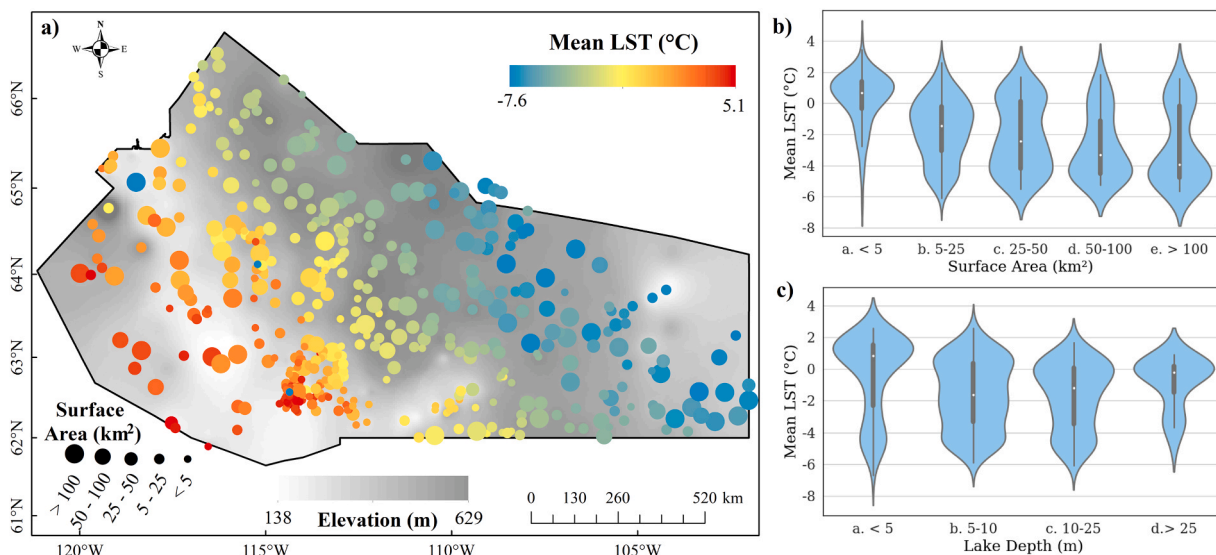 a)
N
W E
S
Mean LST (°C)
-7.6 5.1
66°N
65°N
64°N
63°N
62°N
61°N
Surface
Area (km²)
> 100
50 - 100
25 - 50
5 - 25
< 5
138 Elevation (m) 629
0 130 260 520 km
120°W 115°W 110°W 105°W
b)
Mean LST (°C)
4
2
0
-2
-4
-6
-8
a. < 5 b. 5-25 c. 25-50 d. 50-100 e. > 100
Surface Area (km²)
c)
Mean LST (°C)
4
2
0
-2
-4
-6
-8
a. < 5 b. 5-10 c. 10-25 d.> 25
Lake Depth (m)